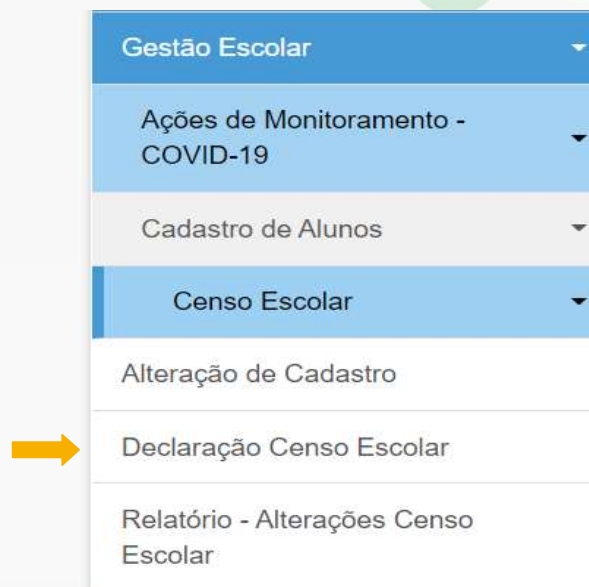 Gestão Escolar
Ações de Monitoramento -
COVID-19
Cadastro de Alunos
Censo Escolar
Alteração de Cadastro
Declaração Censo Escolar
Relatório - Alterações Censo
Escolar